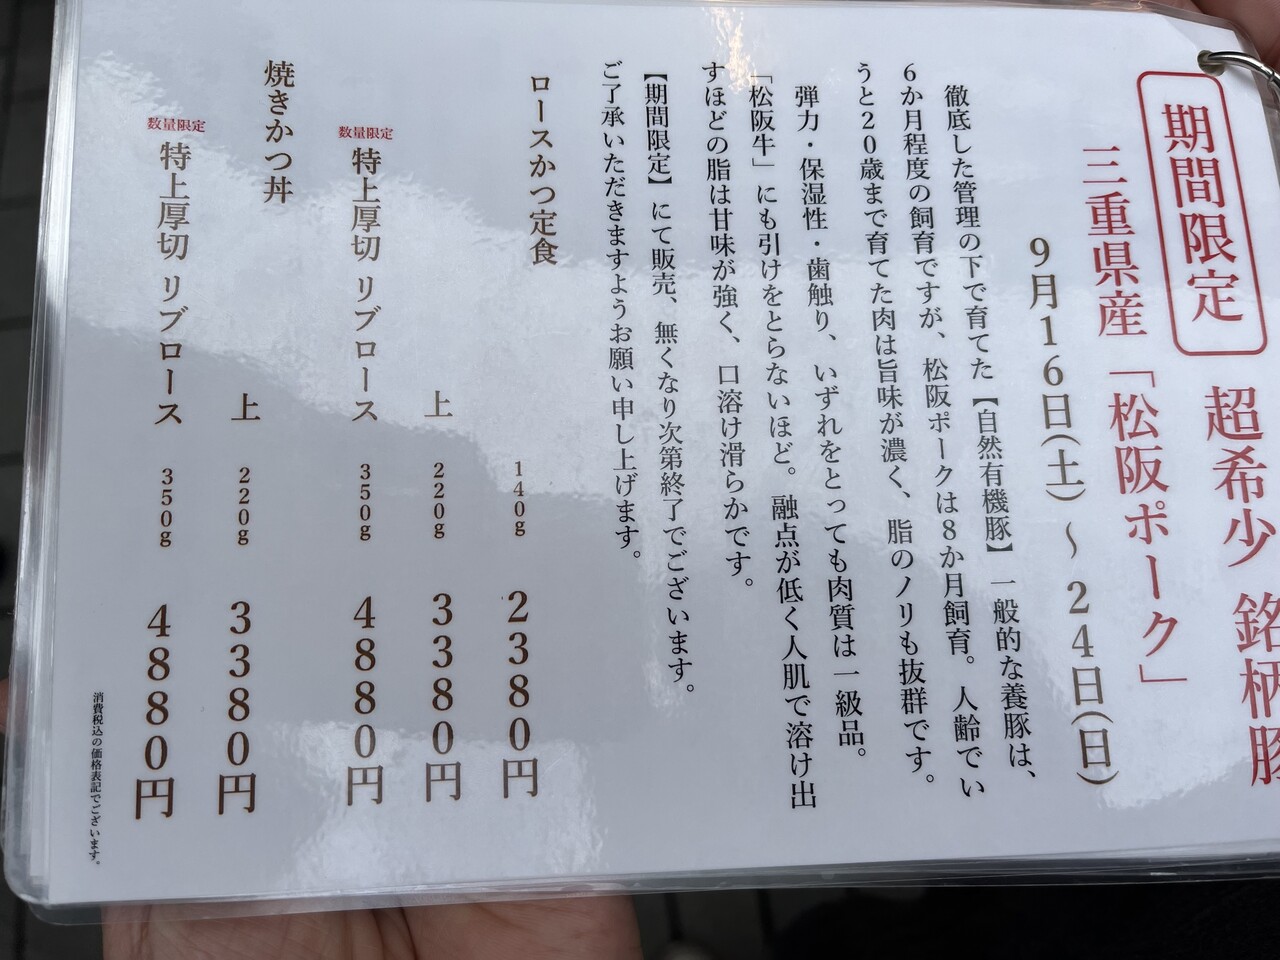 期間限定 超希少 銘柄豚
三重県産「松阪ポーク」
9月16日(土)～24日(日)
徹底した管理の下で育てた【自然有機豚】一般的な養豚は、
6か月程度の飼育ですが、松阪ポークは8か月飼育。人齢でい
うと20歳まで育てた肉は旨味が濃く、脂のノリも抜群です。
弾力・保湿性・歯触り、いずれをとっても肉質は一級品。
「松阪牛」にも引けをとらないほど。融点が低く人肌で溶け出
すほどの脂は甘味が強く、口溶け滑らかです。
【期間限定】にて販売、無くなり次第終了でございます。
ご了承いただきますようお願い申し上げます。
ロースかつ定食 140g 2380円
上 220g 3380円
数量限定 特上厚切 リブロース 350g 4880円
焼きかつ丼
上 220g 3380円
数量限定 特上厚切 リブロース 350g 4880円
消費税込の価格表記でございます。